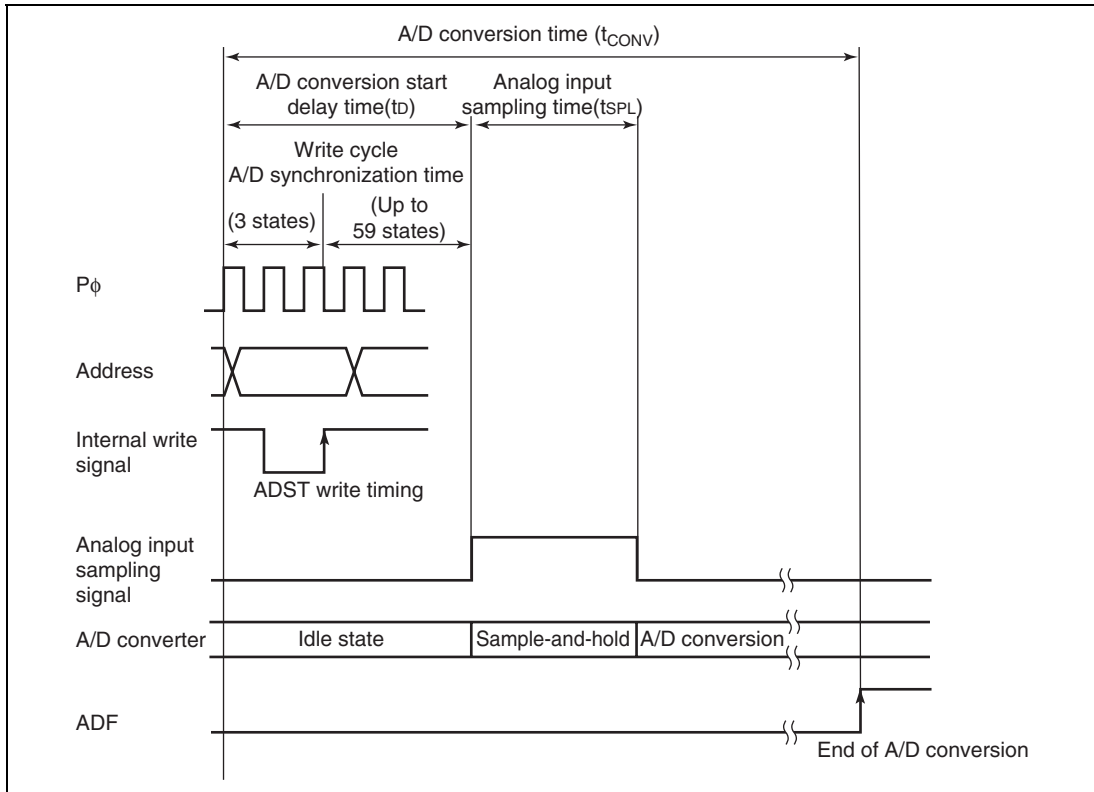 A/D conversion time (tCONV)
A/D conversion start
delay time(tD)
Analog input
sampling time(tSPL)
Write cycle
A/D synchronization time
(3 states)
(Up to
59 states)
Pϕ
Address
Internal write
signal
ADST write timing
Analog input
sampling
signal
A/D converter
Idle state
Sample-and-hold
A/D conversion
ADF
End of A/D conversion